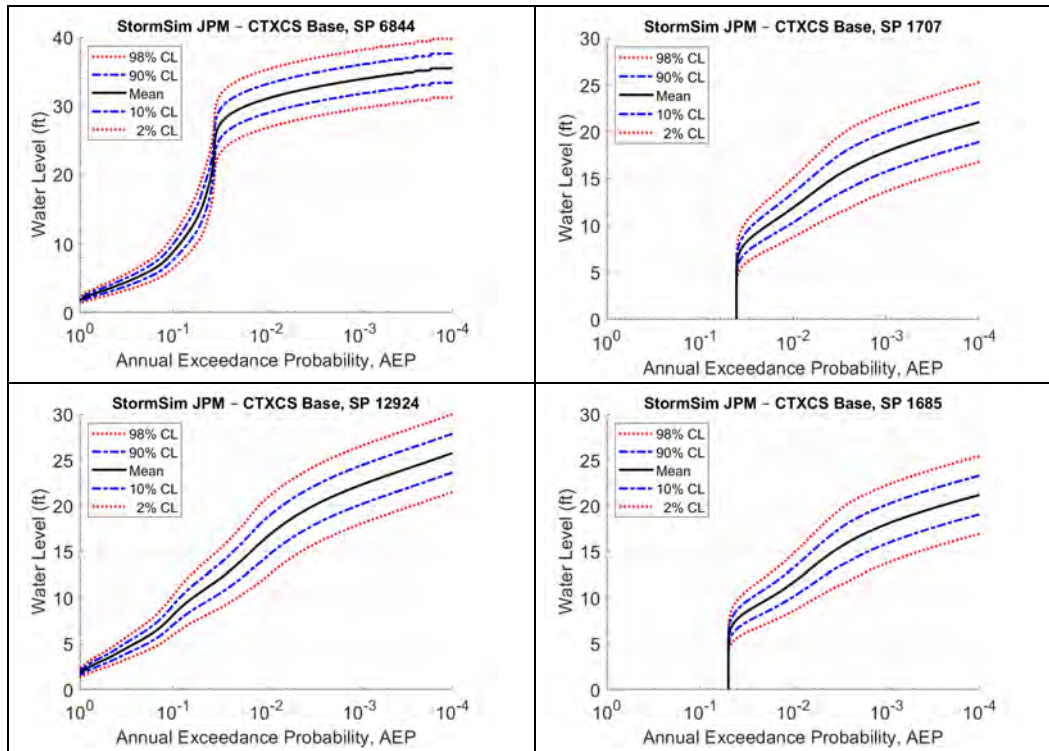 StormSim JPM – CTXCS Base, SP 6844
98% CL
90% CL
Mean
10% CL
2% CL
Water Level (ft)
40
30
20
10
0
10^0 10^-1 10^-2 10^-3 10^-4
Annual Exceedance Probability, AEP
StormSim JPM – CTXCS Base, SP 1707
98% CL
90% CL
Mean
10% CL
2% CL
Water Level (ft)
30
25
20
15
10
5
0
10^0 10^-1 10^-2 10^-3 10^-4
Annual Exceedance Probability, AEP
StormSim JPM – CTXCS Base, SP 12924
98% CL
90% CL
Mean
10% CL
2% CL
Water Level (ft)
30
25
20
15
10
5
0
10^0 10^-1 10^-2 10^-3 10^-4
Annual Exceedance Probability, AEP
StormSim JPM – CTXCS Base, SP 1685
98% CL
90% CL
Mean
10% CL
2% CL
Water Level (ft)
30
25
20
15
10
5
0
10^0 10^-1 10^-2 10^-3 10^-4
Annual Exceedance Probability, AEP